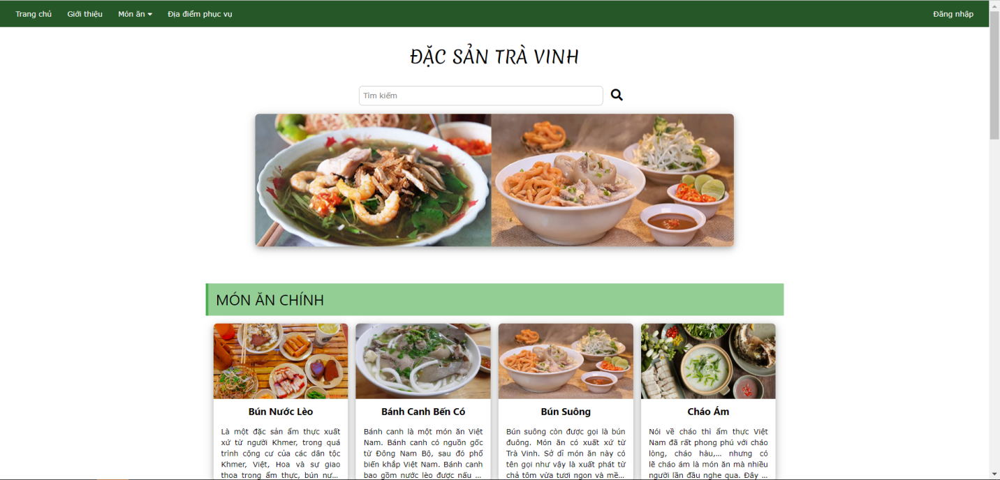 Trang chủ Giới thiệu Món ăn Địa điểm phục vụ Đăng nhập
ĐẶC SẢN TRÀ VINH
Tìm kiếm
MÓN ĂN CHÍNH
Bún Nước Lèo
Là một đặc sản ẩm thực xuất
xứ từ người Khmer, trong quá
trình cộng cư của các dân tộc
Khmer, Việt, Hoa và sự giao
thoa trong ẩm thực, bún nư...
Bánh Canh Bến Có
Bánh canh là một món ăn Việt
Nam. Bánh canh có nguồn gốc
từ Đông Nam Bộ, sau đó phổ
biến khắp Việt Nam. Bánh canh
bao gồm nước lèo được nấu ...
Bún Suông
Bún suông còn được gọi là bún
đuông. Món ăn có xuất xứ từ
Trà Vinh. Sở dĩ món ăn này có
tên gọi như vậy là xuất phát từ
chả tôm vừa tươi ngon và mề...
Cháo Ám
Nói về cháo thì ẩm thực Việt
Nam đã rất phong phú với cháo
lòng, cháo hàu,... nhưng có
lẽ cháo ám là món ăn mà nhiều
người lần đầu nghe qua. Đây ...